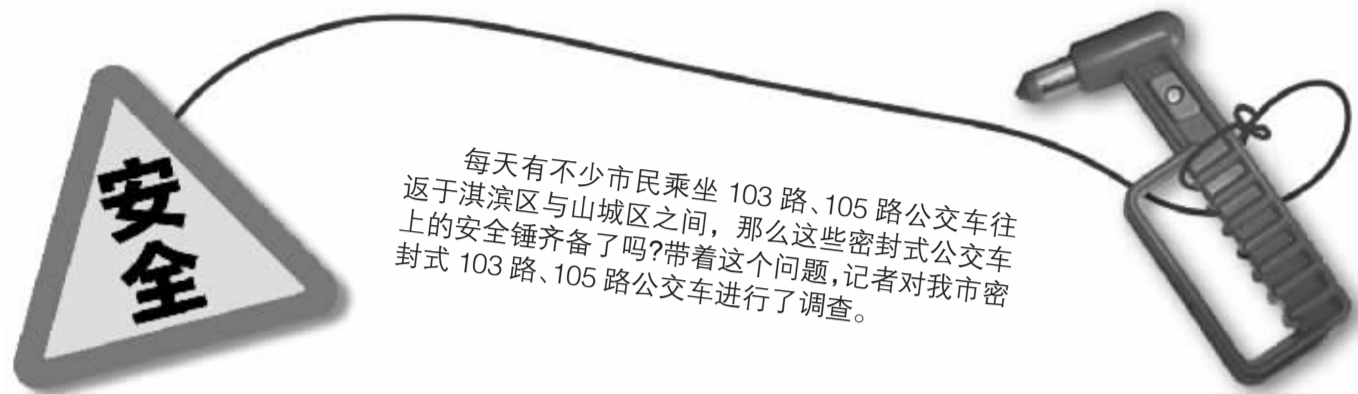 安全
每天有不少市民乘坐 103 路、105 路公交车往
返于淇滨区与山城区之间，那么这些密封式公交车
上的安全锤齐备了吗?带着这个问题,记者对我市密
封式 103 路、105 路公交车进行了调查。